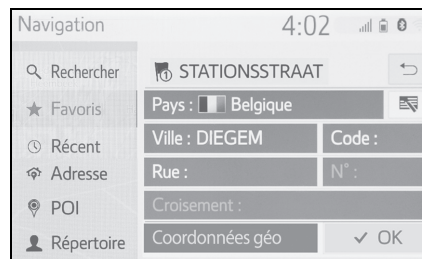 Navigation 4:02
Rechercher
STATIONSSTRAAT
Favoris
Pays : Belgique
Récent
Ville : DIEGEM Code :
Adresse
Rue : N° :
POI
Croisement :
Répertoire
Coordonnées géo OK